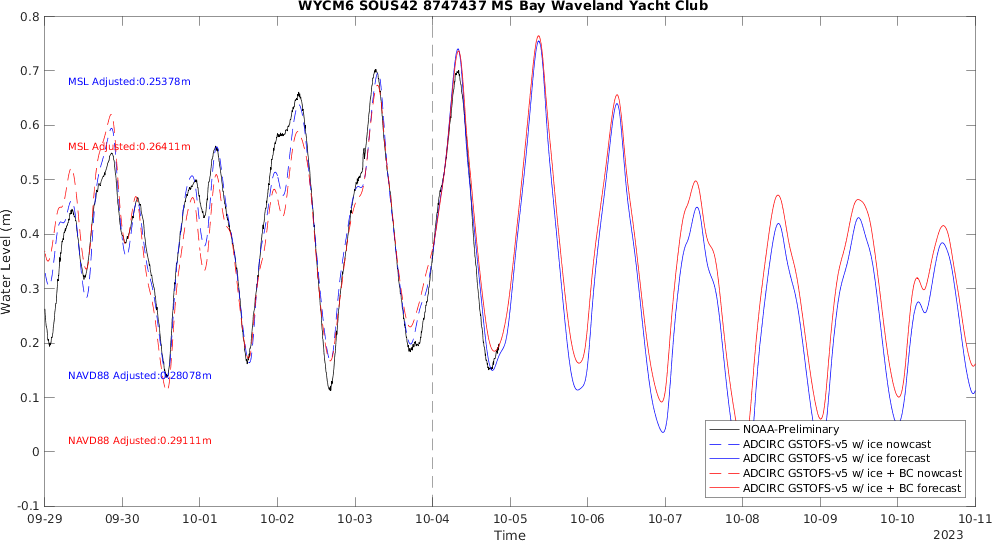 WYCM6 SOUS42 8747437 MS Bay Waveland Yacht Club
0.8
0.7
0.6
0.5
0.4
0.3
0.2
0.1
0
-0.1
Water Level (m)
MSL Adjusted:0.25378m
MSL Adjusted:0.26411m
NAVD88 Adjusted:0.28078m
NAVD88 Adjusted:0.29111m
NOAA-Preliminary
ADCIRC GSTOFS-v5 w/ ice nowcast
ADCIRC GSTOFS-v5 w/ ice forecast
ADCIRC GSTOFS-v5 w/ ice + BC nowcast
ADCIRC GSTOFS-v5 w/ ice + BC forecast
09-29 09-30 10-01 10-02 10-03 10-04 10-05 10-06 10-07 10-08 10-09 10-10 10-11
Time
2023